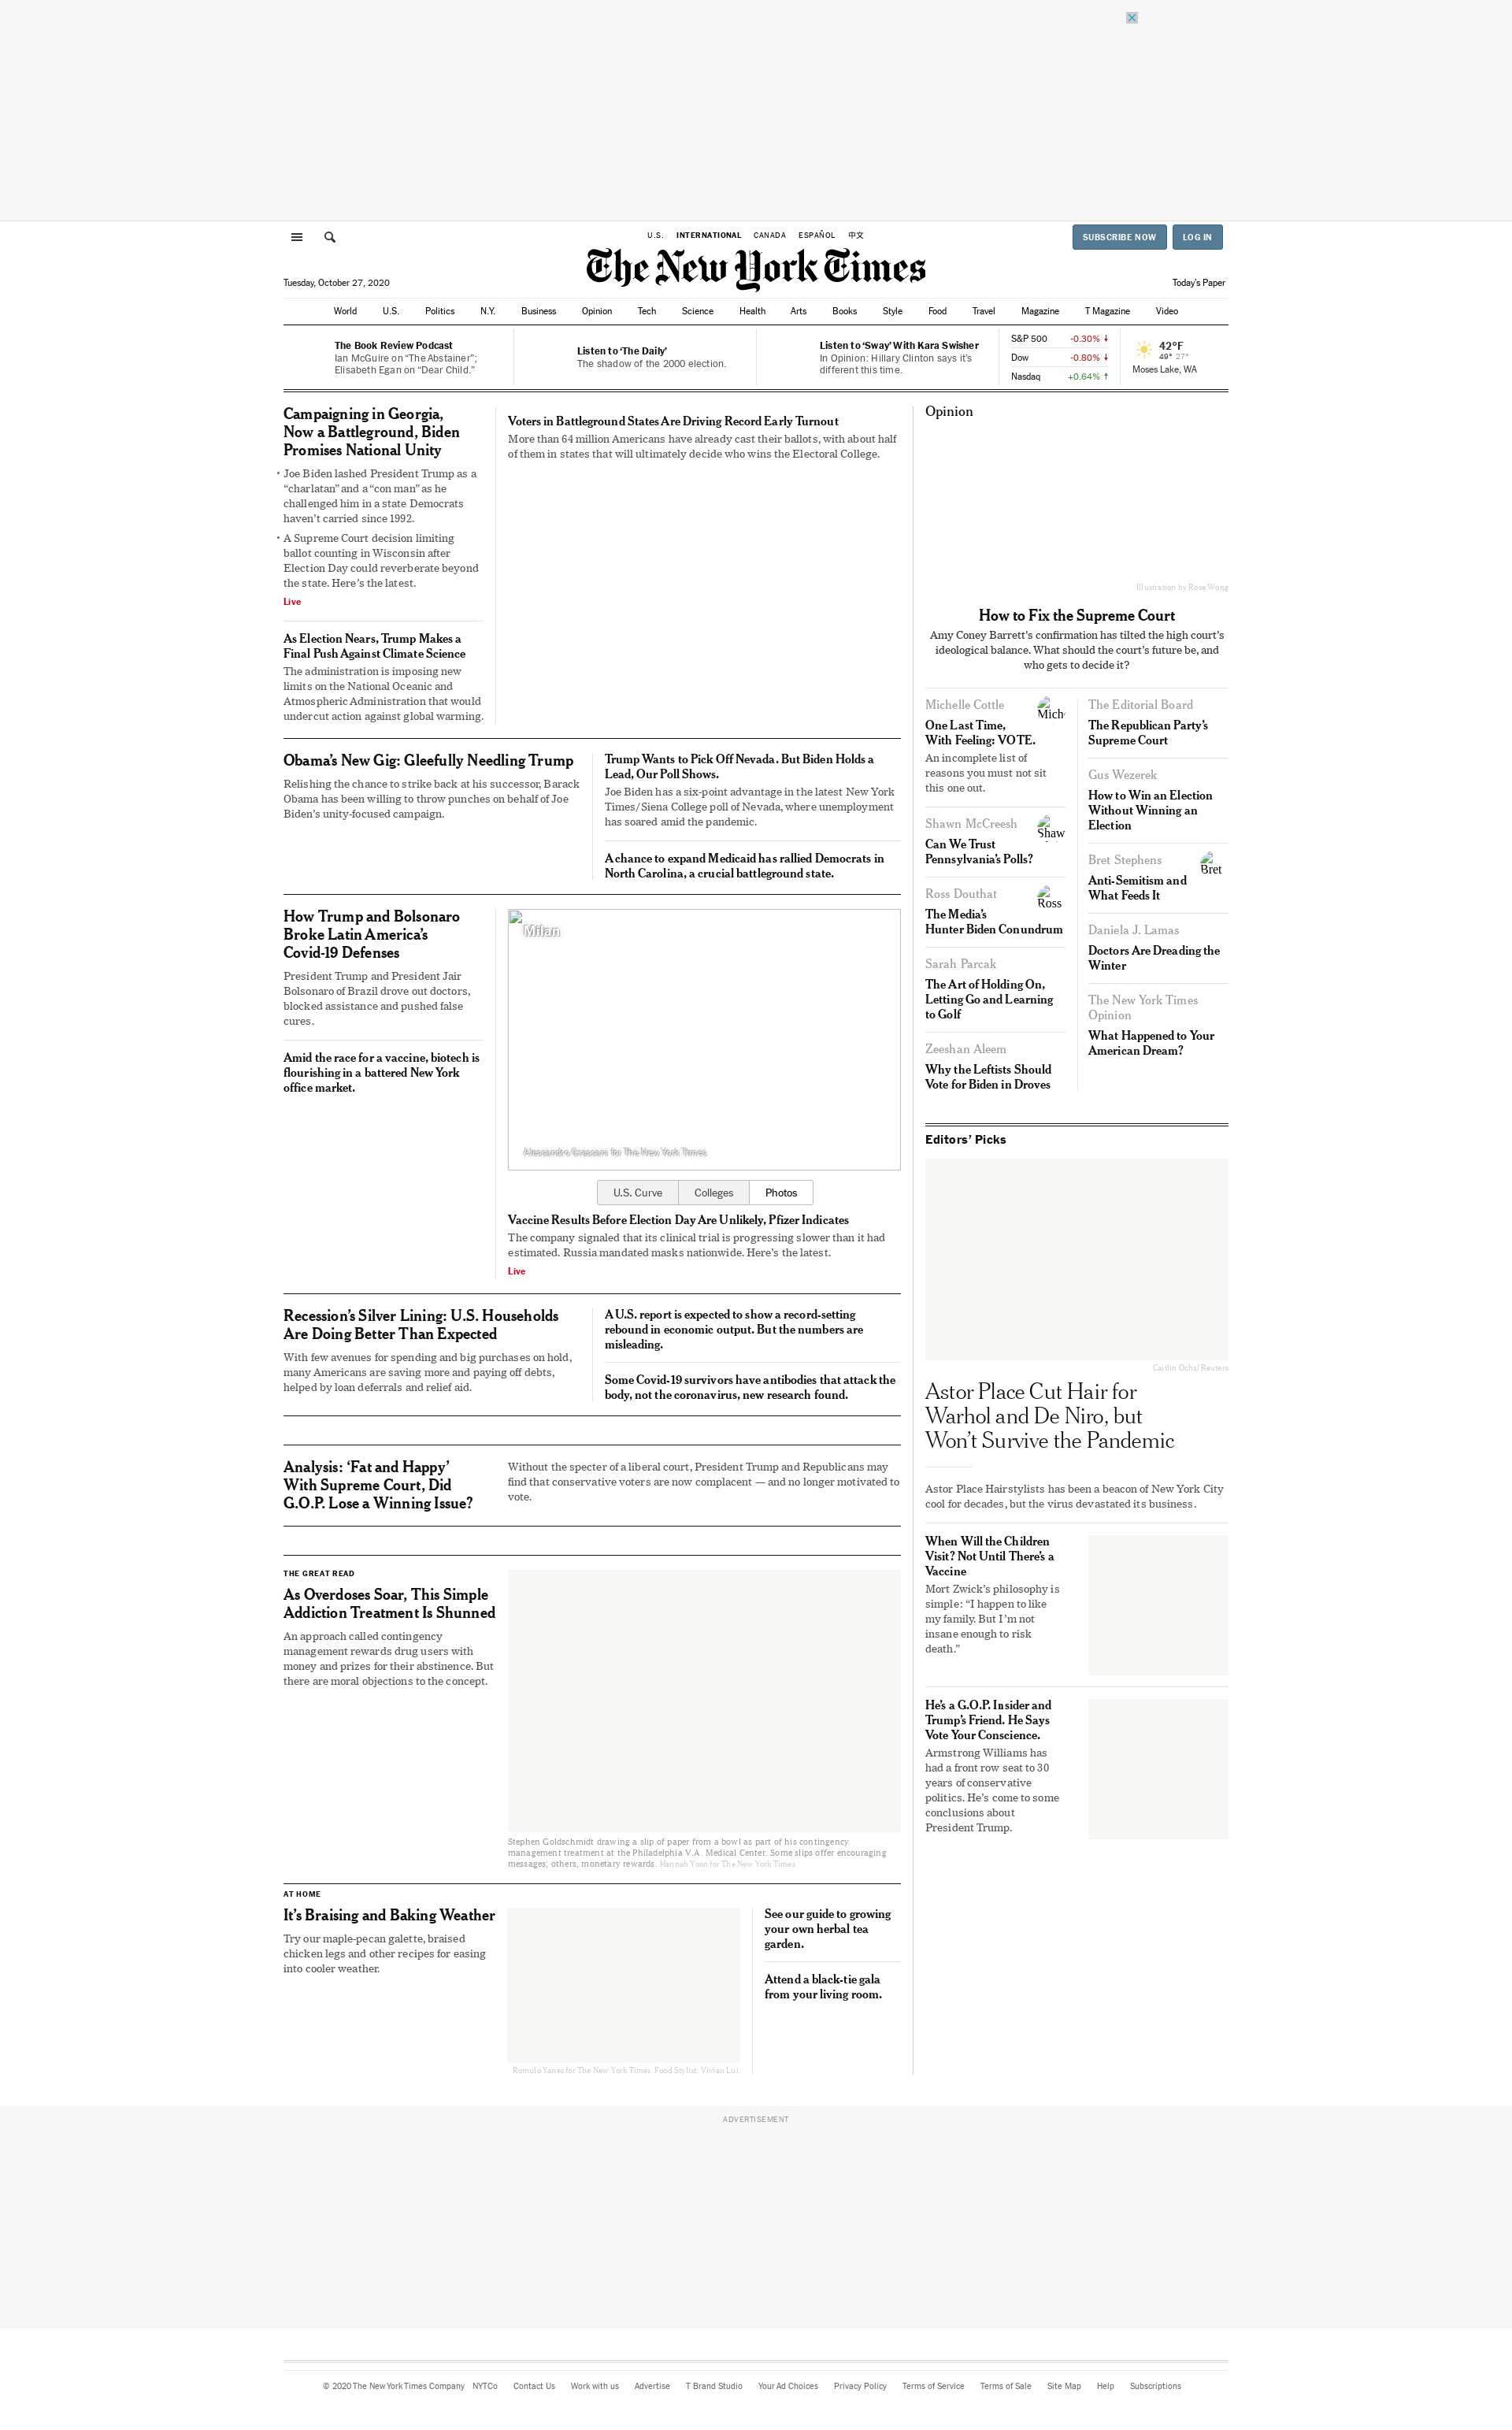 U.S. INTERNATIONAL CANADA ESPAÑOL 中文
SUBSCRIBE NOW LOG IN
The New York Times
Tuesday, October 27, 2020
Today's Paper
World U.S. Politics N.Y. Business Opinion Tech Science Health Arts Books Style Food Travel Magazine T Magazine Video
The Book Review Podcast
Ian McGuire on “The Abstainer”;
Elisabeth Egan on “Dear Child.”
Listen to ‘The Daily’
The shadow of the 2000 election.
Listen to ‘Sway’ With Kara Swisher
In Opinion: Hillary Clinton says it’s
different this time.
S&P 500 -0.30% ↓
Dow -0.80% ↓
Nasdaq +0.64% ↑
42°F
49° 27°
Moses Lake, WA
Campaigning in Georgia,
Now a Battleground, Biden
Promises National Unity
• Joe Biden lashed President Trump as a
“charlatan” and a “con man” as he
challenged him in a state Democrats
haven’t carried since 1992.
• A Supreme Court decision limiting
ballot counting in Wisconsin after
Election Day could reverberate beyond
the state. Here’s the latest.
Live
As Election Nears, Trump Makes a
Final Push Against Climate Science
The administration is imposing new
limits on the National Oceanic and
Atmospheric Administration that would
undercut action against global warming.
Voters in Battleground States Are Driving Record Early Turnout
More than 64 million Americans have already cast their ballots, with about half
of them in states that will ultimately decide who wins the Electoral College.
Obama’s New Gig: Gleefully Needling Trump
Relishing the chance to strike back at his successor, Barack
Obama has been willing to throw punches on behalf of Joe
Biden’s unity-focused campaign.
Trump Wants to Pick Off Nevada. But Biden Holds a
Lead, Our Poll Shows.
Joe Biden has a six-point advantage in the latest New York
Times/Siena College poll of Nevada, where unemployment
has soared amid the pandemic.
A chance to expand Medicaid has rallied Democrats in
North Carolina, a crucial battleground state.
How Trump and Bolsonaro
Broke Latin America’s
Covid-19 Defenses
President Trump and President Jair
Bolsonaro of Brazil drove out doctors,
blocked assistance and pushed false
cures.
Amid the race for a vaccine, biotech is
flourishing in a battered New York
office market.
Milan
Alessandro Grassani for The New York Times
U.S. Curve Colleges Photos
Vaccine Results Before Election Day Are Unlikely, Pfizer Indicates
The company signaled that its clinical trial is progressing slower than it had
estimated. Russia mandated masks nationwide. Here’s the latest.
Live
Recession’s Silver Lining: U.S. Households
Are Doing Better Than Expected
With few avenues for spending and big purchases on hold,
many Americans are saving more and paying off debts,
helped by loan deferrals and relief aid.
A U.S. report is expected to show a record-setting
rebound in economic output. But the numbers are
misleading.
Some Covid-19 survivors have antibodies that attack the
body, not the coronavirus, new research found.
Analysis: ‘Fat and Happy’
With Supreme Court, Did
G.O.P. Lose a Winning Issue?
Without the specter of a liberal court, President Trump and Republicans may
find that conservative voters are now complacent — and no longer motivated to
vote.
THE GREAT READ
As Overdoses Soar, This Simple
Addiction Treatment Is Shunned
An approach called contingency
management rewards drug users with
money and prizes for their abstinence. But
there are moral objections to the concept.
Stephen Goldschmidt drawing a slip of paper from a bowl as part of his contingency
management treatment at the Philadelphia V.A. Medical Center. Some slips offer encouraging
messages; others, monetary rewards. Hannah Yoon for The New York Times
AT HOME
It’s Braising and Baking Weather
Try our maple-pecan galette, braised
chicken legs and other recipes for easing
into cooler weather.
Romulo Yanes for The New York Times. Food Stylist: Vivian Lui.
See our guide to growing
your own herbal tea
garden.
Attend a black-tie gala
from your living room.
Opinion
Illustration by Rose Wong
How to Fix the Supreme Court
Amy Coney Barrett’s confirmation has tilted the high court’s
ideological balance. What should the court’s future be, and
who gets to decide it?
Michelle Cottle
One Last Time,
With Feeling: VOTE.
An incomplete list of
reasons you must not sit
this one out.
Shawn McCreesh
Can We Trust
Pennsylvania’s Polls?
Ross Douthat
Ross
The Media’s
Hunter Biden Conundrum
Sarah Parcak
The Art of Holding On,
Letting Go and Learning
to Golf
Zeeshan Aleem
Why the Leftists Should
Vote for Biden in Droves
The Editorial Board
The Republican Party’s
Supreme Court
Gus Wezerek
How to Win an Election
Without Winning an
Election
Bret Stephens
Bret
Anti-Semitism and
What Feeds It
Daniela J. Lamas
Doctors Are Dreading the
Winter
The New York Times
Opinion
What Happened to Your
American Dream?
Editors’ Picks
Caitlin Ochs/Reuters
Astor Place Cut Hair for
Warhol and De Niro, but
Won’t Survive the Pandemic
Astor Place Hairstylists has been a beacon of New York City
cool for decades, but the virus devastated its business.
When Will the Children
Visit? Not Until There’s a
Vaccine
Mort Zwick’s philosophy is
simple: “I happen to like
my family. But I’m not
insane enough to risk
death.”
He’s a G.O.P. Insider and
Trump’s Friend. He Says
Vote Your Conscience.
Armstrong Williams has
had a front row seat to 30
years of conservative
politics. He’s come to some
conclusions about
President Trump.
ADVERTISEMENT
© 2020 The New York Times Company NYTCo Contact Us Work with us Advertise T Brand Studio Your Ad Choices Privacy Policy Terms of Service Terms of Sale Site Map Help Subscriptions